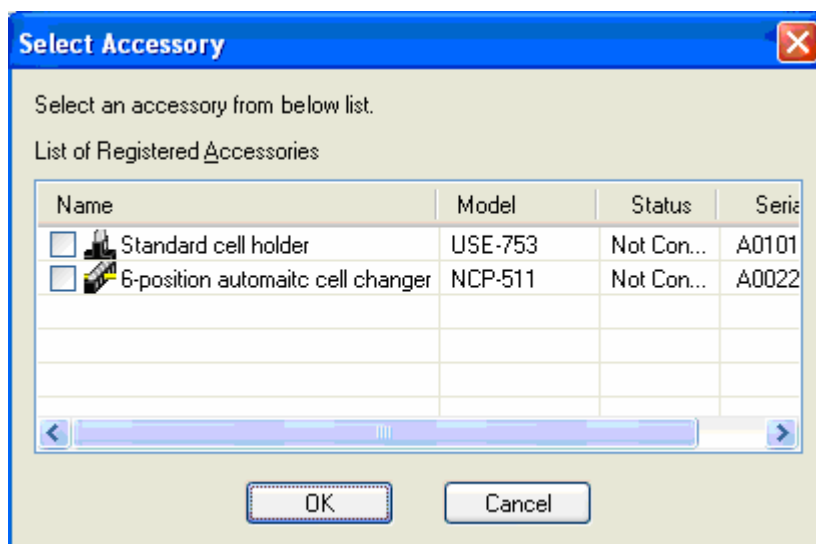 Select Accessory
Select an accessory from below list.
List of Registered Accessories
Name Model Status Seria
Standard cell holder USE-753 Not Con... A0101
6-position automaitc cell changer NCP-511 Not Con... A0022
OK Cancel